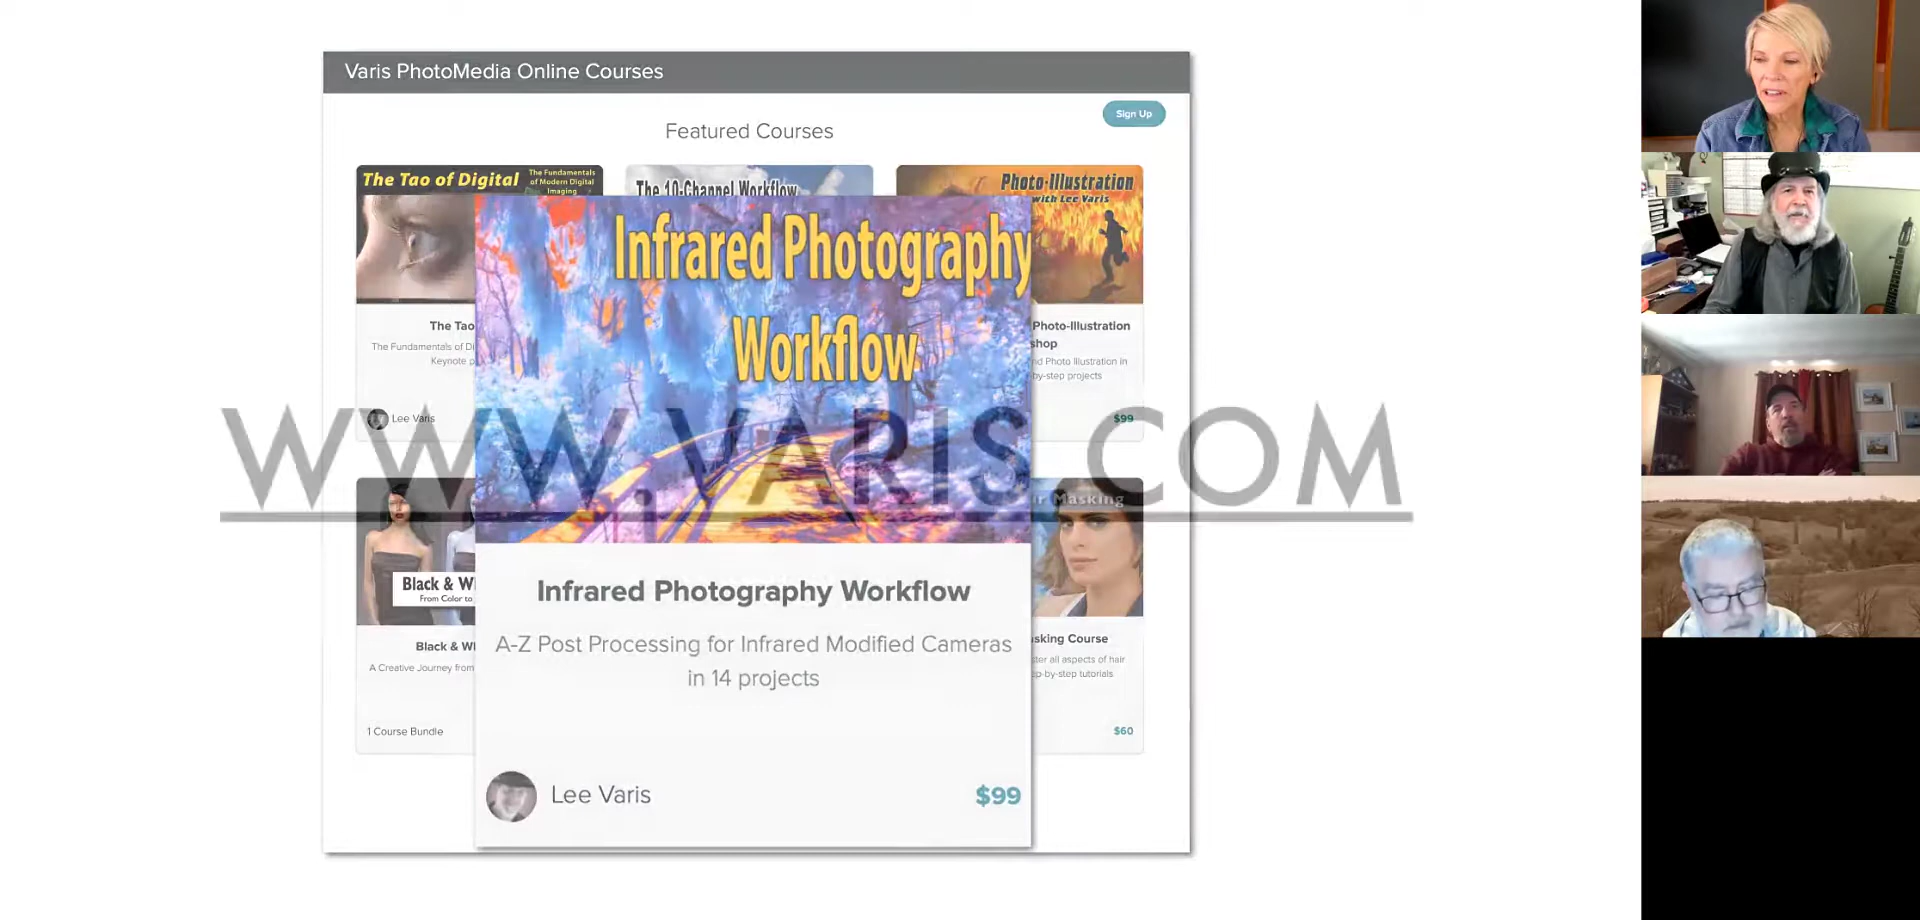 Varis PhotoMedia Online Courses
Sign Up
Featured Courses
The Tao of Digital
The Fundamentals
of Modern Digital
Imaging
The 10-Channel Workflow
Photo-Illustration
with Lee Varis
Infrared Photography
Workflow
The Tao
The Fundamentals of Di
Keynote p
Photo-Illustration
shop
nd Photo Illustration in
by-step projects
Lee Varis
$99
WWW.VARIS.COM
ir Masking
Black & W
From Color to
Black & W
A Creative Journey from
1 Course Bundle
Infrared Photography Workflow
A-Z Post Processing for Infrared Modified Cameras
in 14 projects
Lee Varis
$99
sking Course
ter all aspects of hair
ep-by-step tutorials
$60